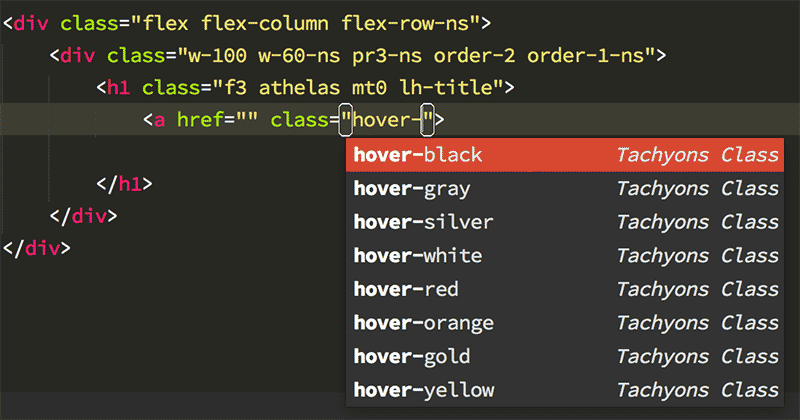 <div class="flex flex-column flex-row-ns">
<div class="w-100 w-60-ns pr3-ns order-2 order-1-ns">
<h1 class="f3 athelas mt0 lh-title">
<a href="" class="hover-">
hover-black Tachyons Class
hover-gray Tachyons Class
hover-silver Tachyons Class
hover-white Tachyons Class
hover-red Tachyons Class
hover-orange Tachyons Class
hover-gold Tachyons Class
hover-yellow Tachyons Class
</h1>
</div>
</div>